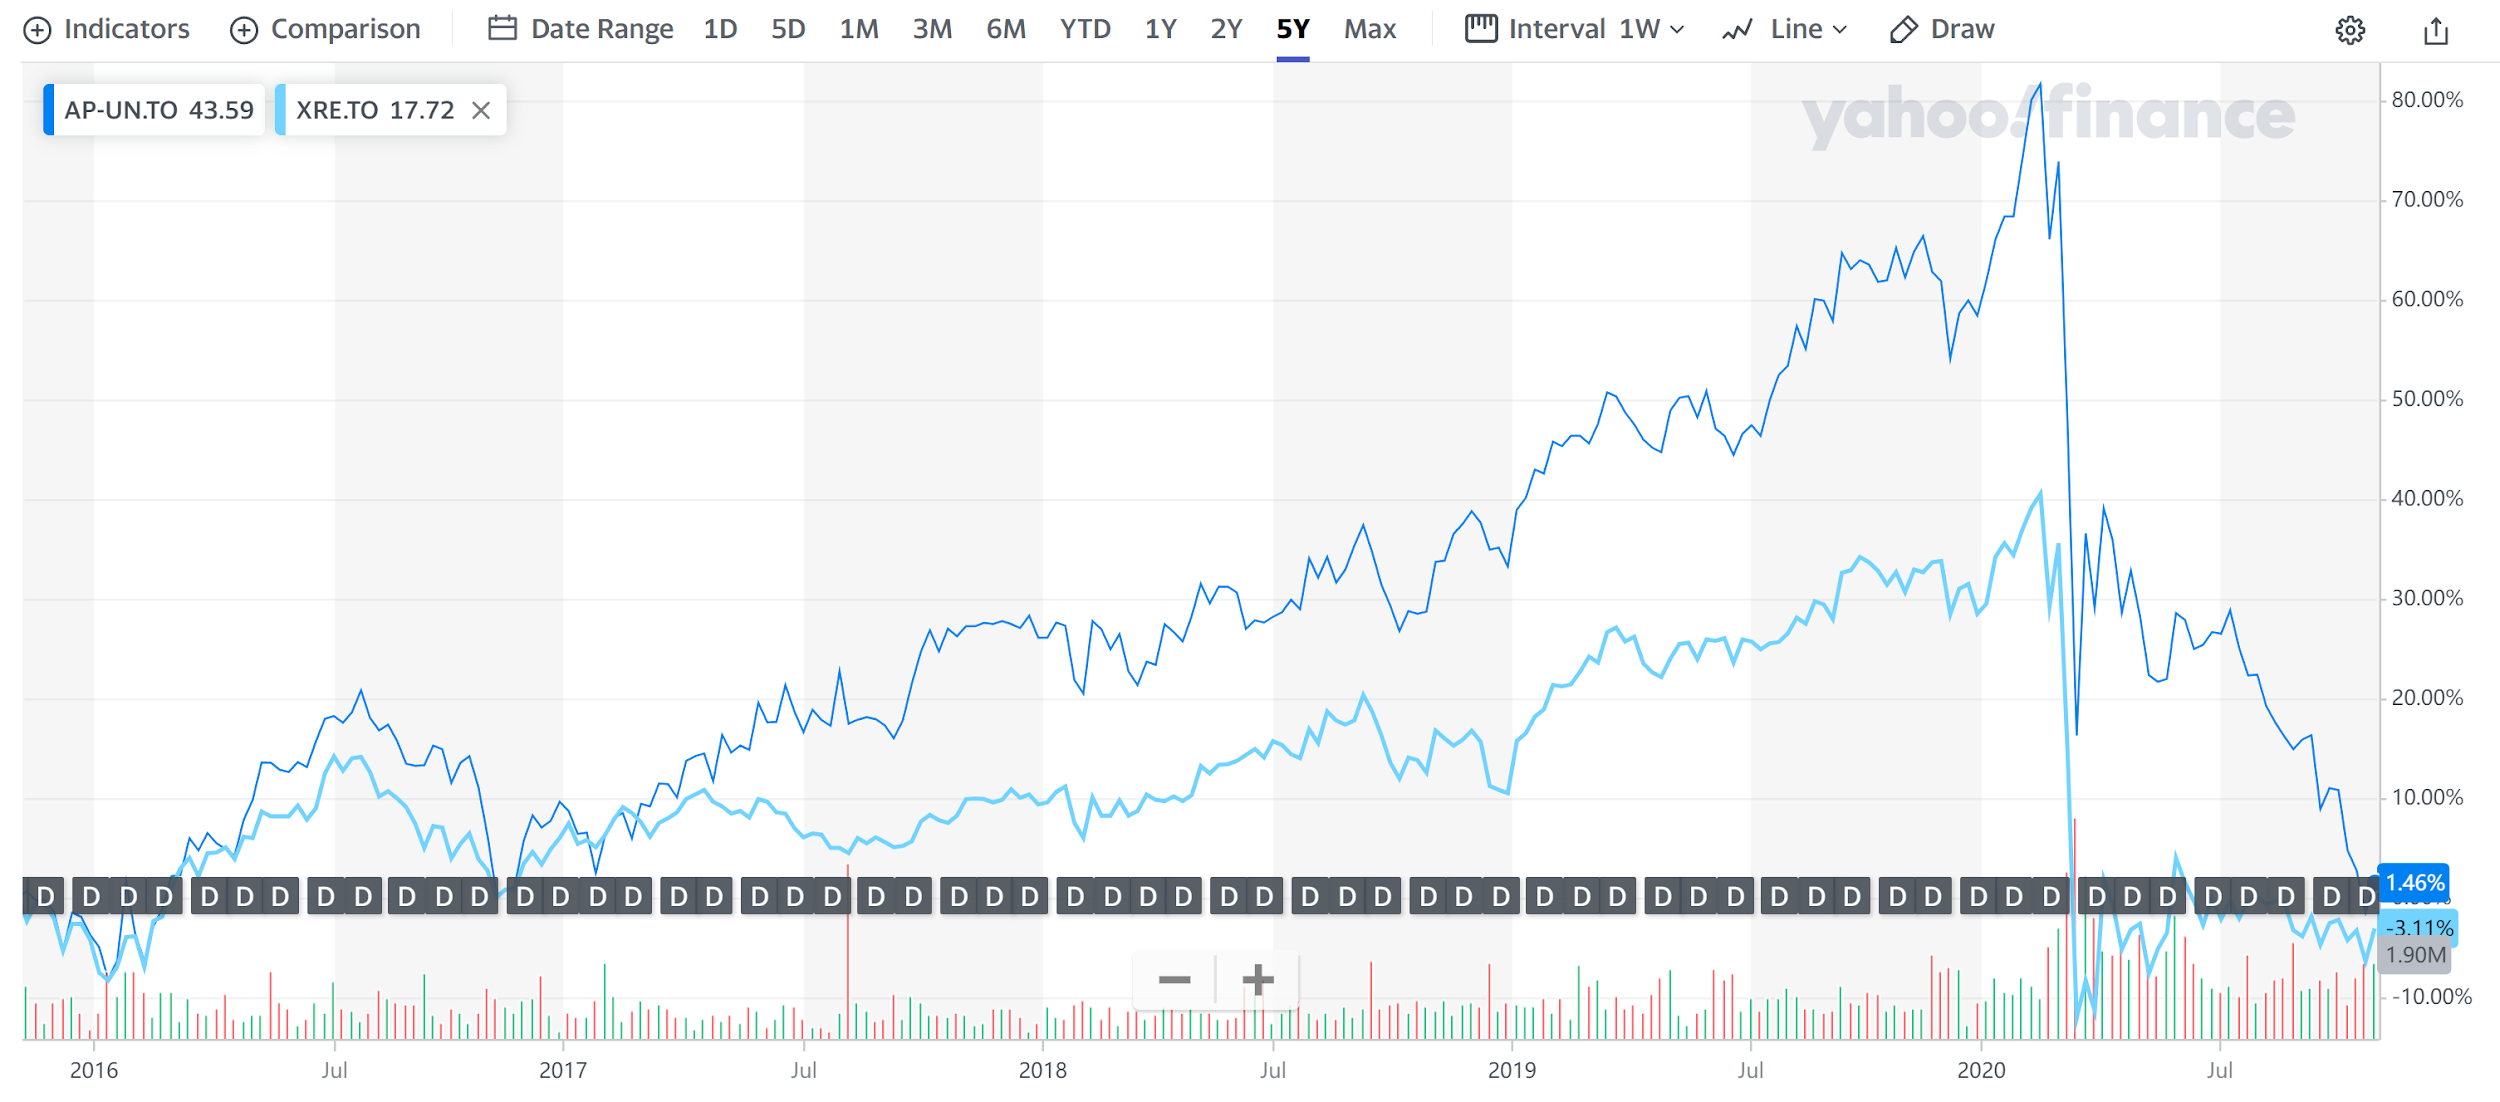 Indicators Comparison Date Range 1D 5D 1M 3M 6M YTD 1Y 2Y 5Y Max Interval 1W Line Draw
AP-UN.TO 43.59 XRE.TO 17.72
yahoo!finance
80.00%
70.00%
60.00%
50.00%
40.00%
30.00%
20.00%
10.00%
D D D D D D D D D D D D D D D D D D D D D D D D D D D D D D D D D D D D D D D D D D D D D D D D D D D D D D D D D D D
1.46%
-3.11%
1.90M
-10.00%
2016 Jul 2017 Jul 2018 Jul 2019 Jul 2020 Jul